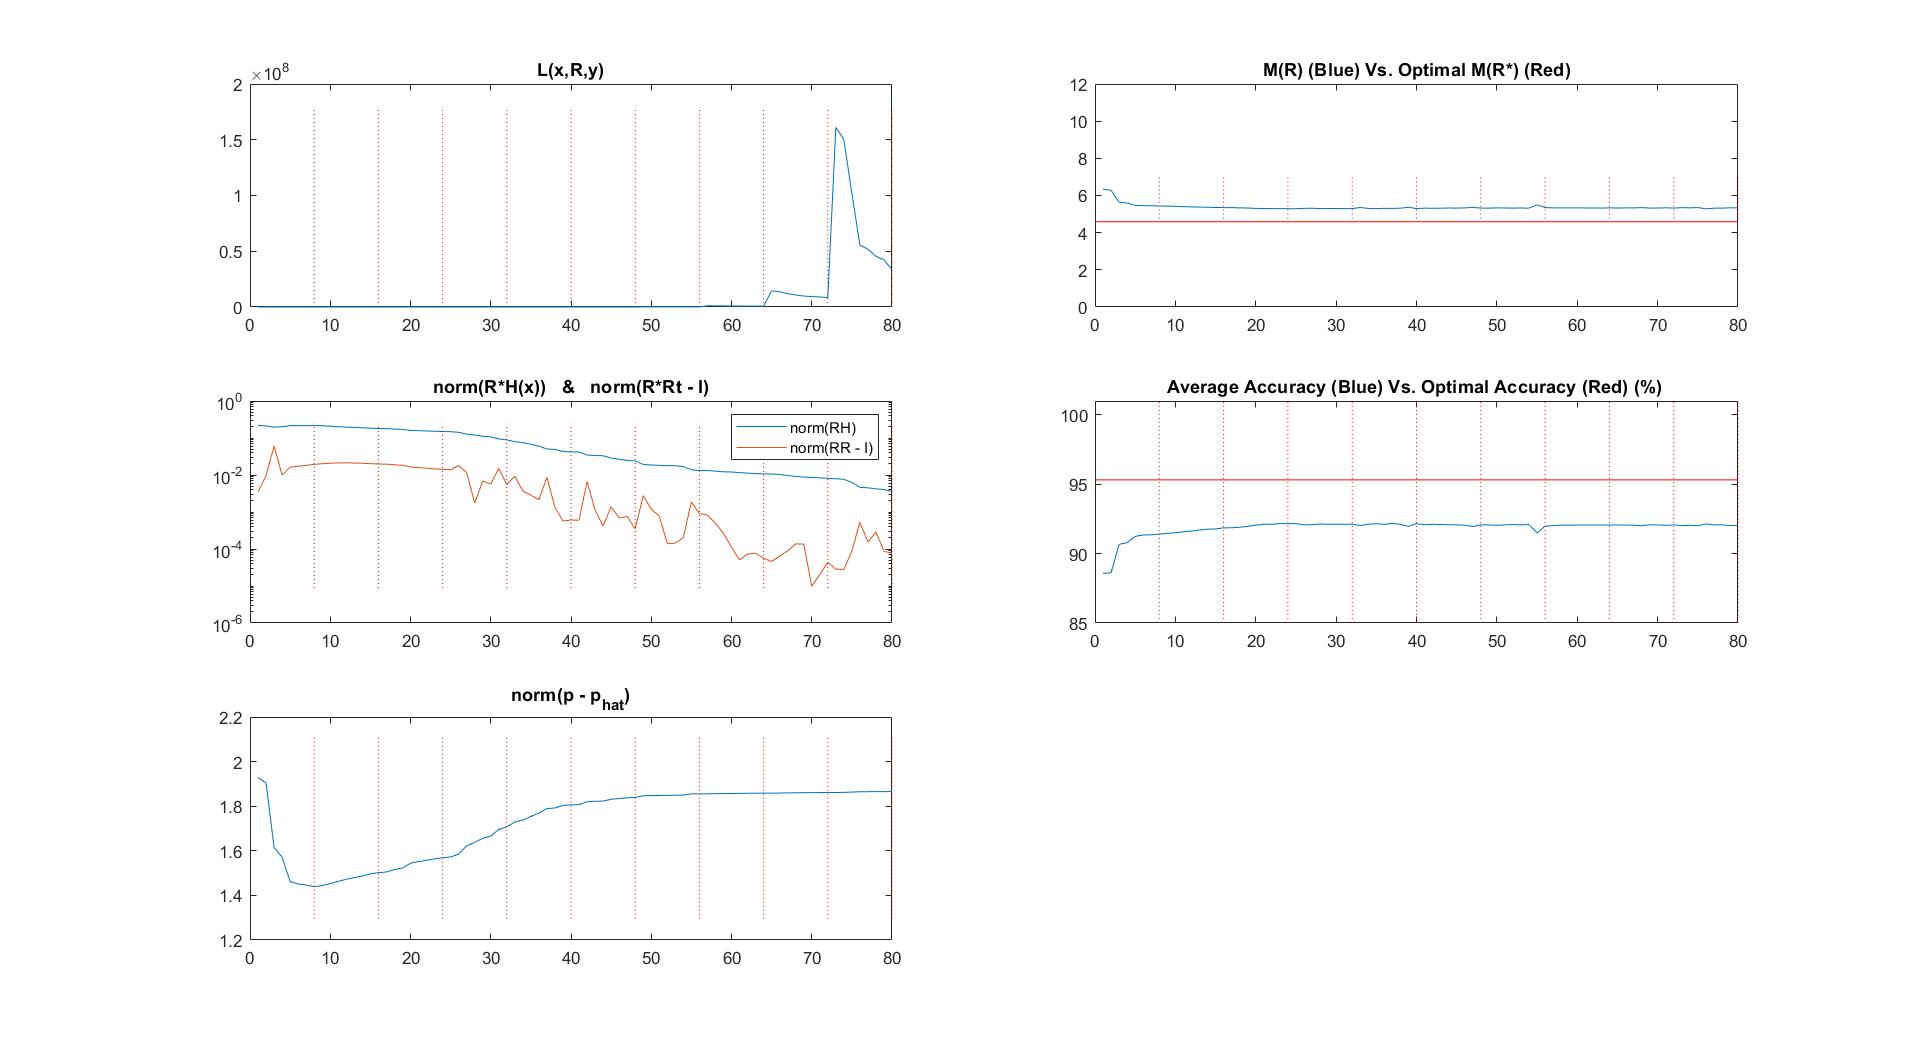 L(x,R,y)
×10^8
2
1.5
1
0.5
0
0 10 20 30 40 50 60 70 80
M(R) (Blue) Vs. Optimal M(R*) (Red)
12
10
8
6
4
2
0
0 10 20 30 40 50 60 70 80
norm(R*H(x)) & norm(R*Rt - I)
10^0
10^-2
10^-4
10^-6
norm(RH)
norm(RR - I)
0 10 20 30 40 50 60 70 80
Average Accuracy (Blue) Vs. Optimal Accuracy (Red) (%)
100
95
90
85
0 10 20 30 40 50 60 70 80
norm(p - p_hat)
2.2
2
1.8
1.6
1.4
1.2
0 10 20 30 40 50 60 70 80